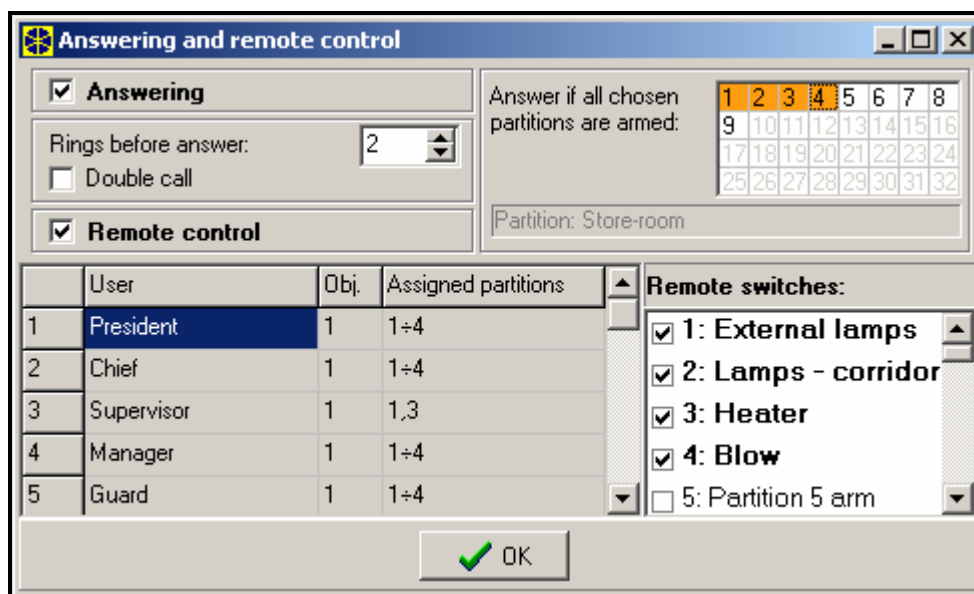 Answering and remote control
Answering
Rings before answer: 2
Double call
Remote control
Answer if all chosen
partitions are armed:
1 2 3 4 5 6 7 8
9 10 11 12 13 14 15 16
17 18 19 20 21 22 23 24
25 26 27 28 29 30 31 32
Partition: Store-room
User Obj. Assigned partitions
1 President 1 1÷4
2 Chief 1 1÷4
3 Supervisor 1 1,3
4 Manager 1 1÷4
5 Guard 1 1÷4
Remote switches:
1: External lamps
2: Lamps - corridor
3: Heater
4: Blow
5: Partition 5 arm
OK